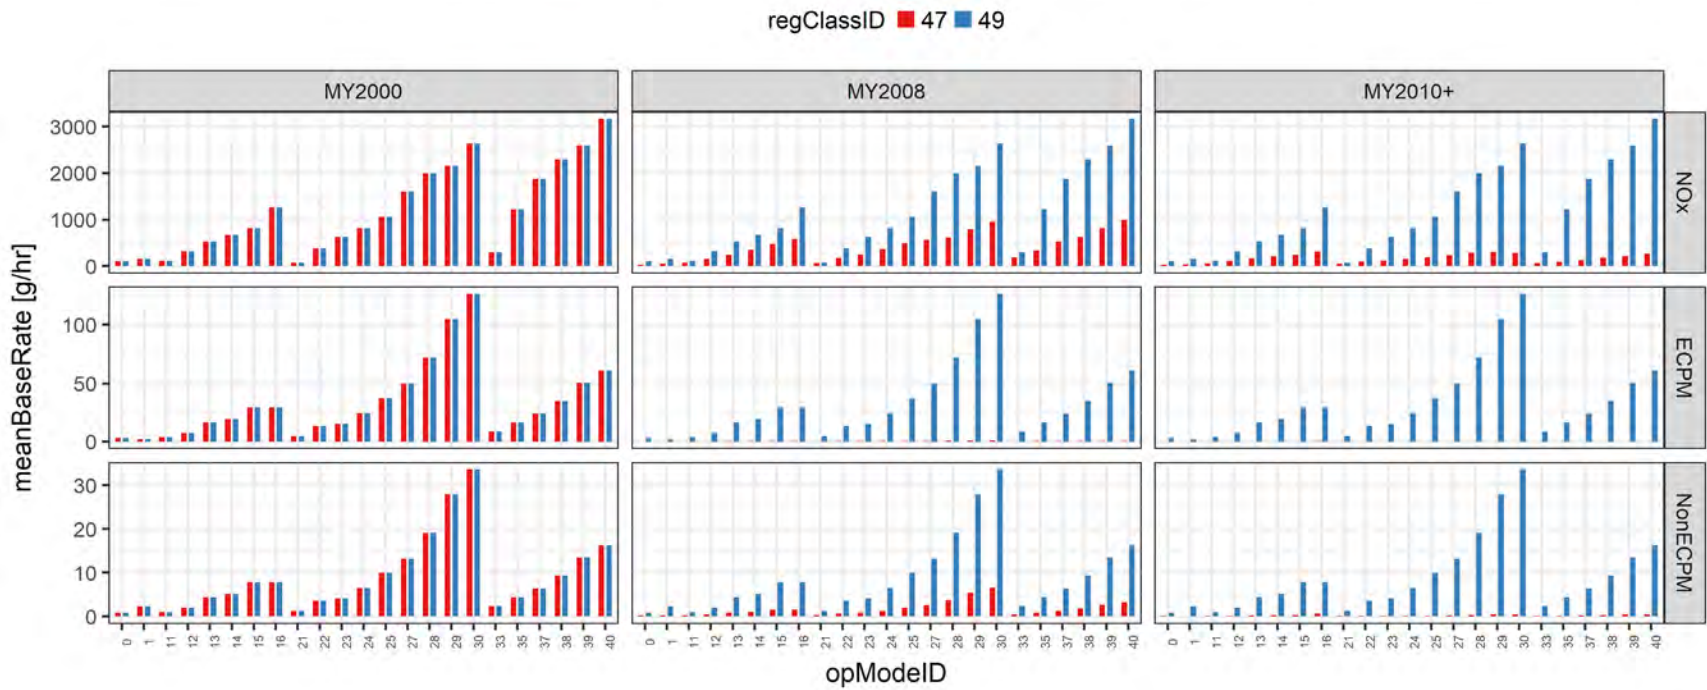 regClassID 47 49
MY2000 MY2008 MY2010+
meanBaseRate [g/hr]
3000
2000
1000
0
NOx
100
50
0
ECPM
30
20
10
0
NonECPM
0 1 11 12 13 14 15 16 21 22 23 24 25 27 28 29 30 33 35 37 38 39 40
0 1 11 12 13 14 15 16 21 22 23 24 25 27 28 29 30 33 35 37 38 39 40
0 1 11 12 13 14 15 16 21 22 23 24 25 27 28 29 30 33 35 37 38 39 40
opModeID